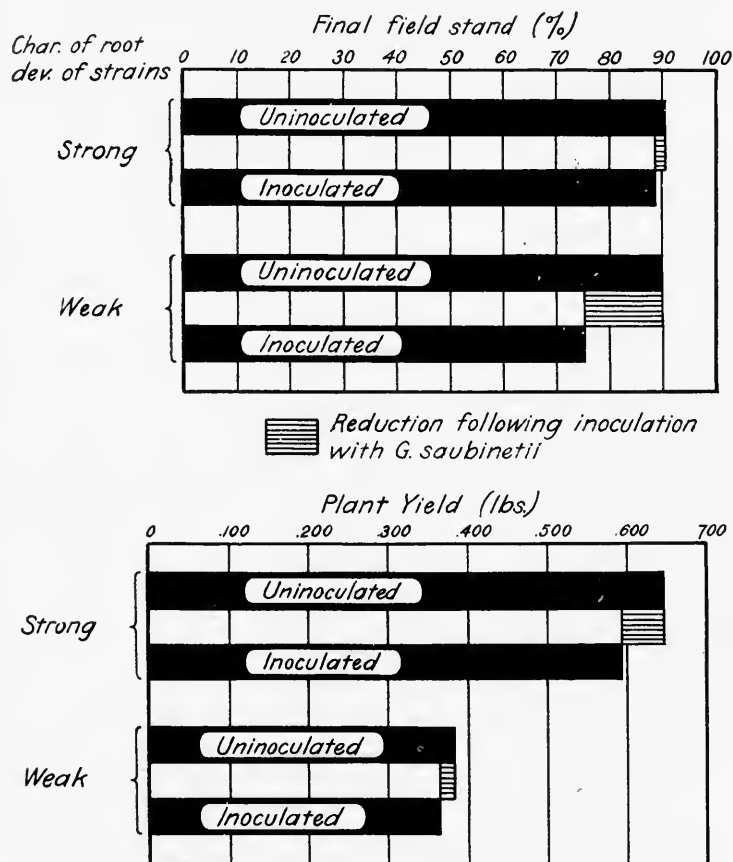 Final field stand (%)
Char. of root
dev. of strains
0 10 20 30 40 50 60 70 80 90 100
Uninoculated
Strong
Inoculated
Uninoculated
Weak
Inoculated
Reduction following inoculation
with G. saubinetii
Plant Yield (lbs.)
0 .100 .200 .300 .400 .500 .600 .700
Uninoculated
Strong
Inoculated
Uninoculated
Weak
Inoculated